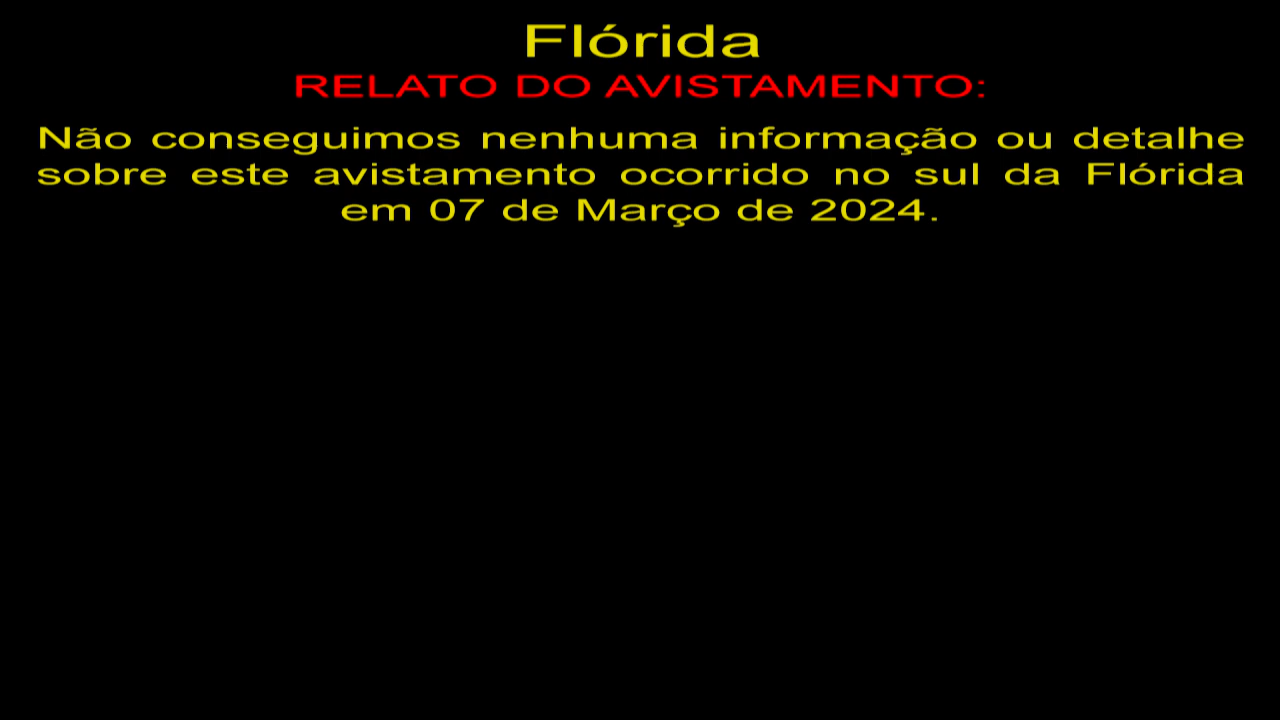 Flórida
RELATO DO AVISTAMENTO:
Não conseguimos nenhuma informação ou detalhe
sobre este avistamento ocorrido no sul da Flórida
em 07 de Março de 2024.